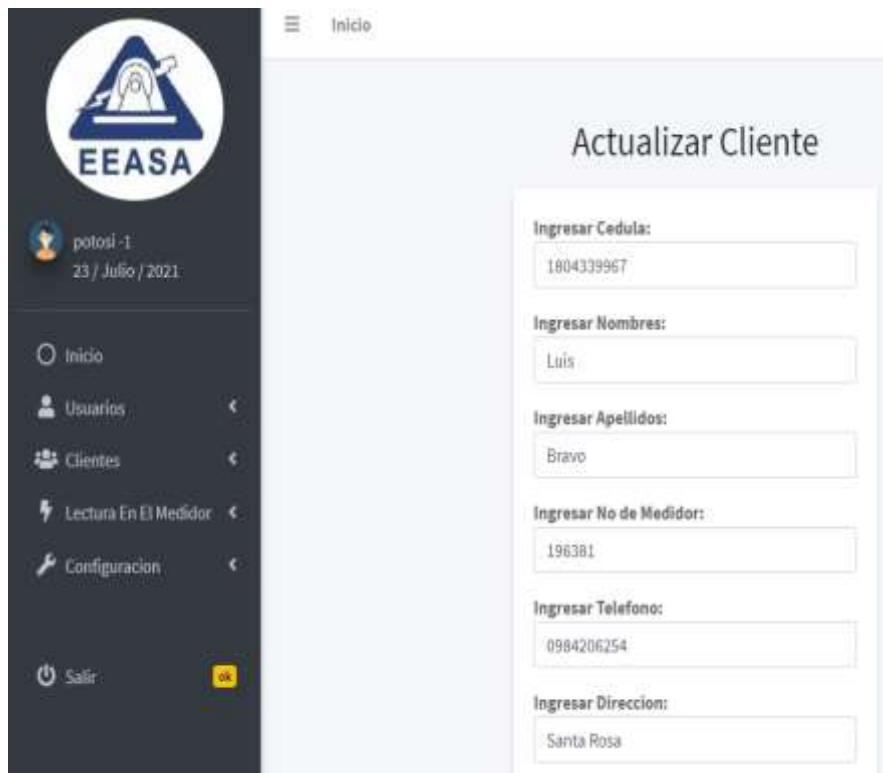 EEASA
potosi -1
23 / Julio / 2021
Inicio
Usuarios
Clientes
Lectura En El Medidor
Configuracion
Salir
ok
Inicio
Actualizar Cliente
Ingresar Cedula:
1804339967
Ingresar Nombres:
Luis
Ingresar Apellidos:
Bravo
Ingresar No de Medidor:
196381
Ingresar Telefono:
0984206254
Ingresar Direccion:
Santa Rosa